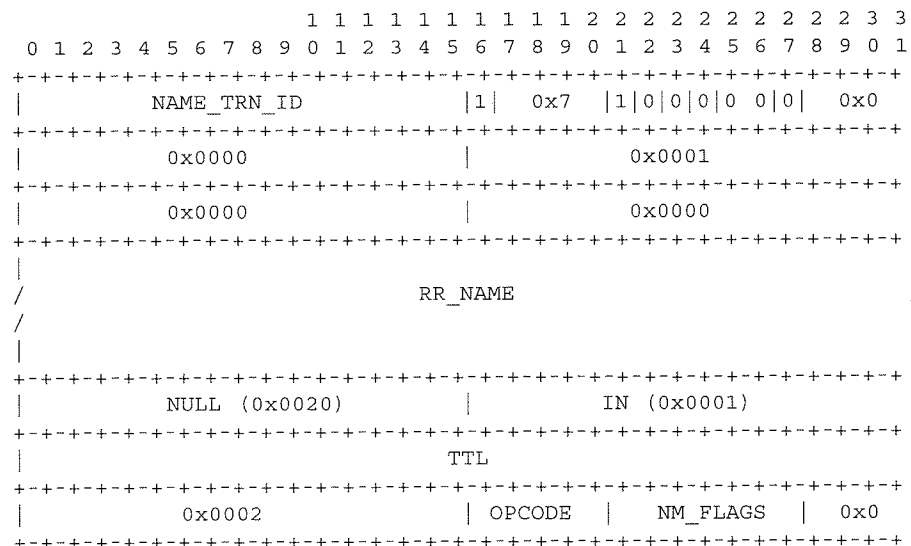 1 1 1 1 1 1 1 1 1 1 2 2 2 2 2 2 2 2 2 2 3 3
  0 1 2 3 4 5 6 7 8 9 0 1 2 3 4 5 6 7 8 9 0 1 2 3 4 5 6 7 8 9 0 1
+-+-+-+-+-+-+-+-+-+-+-+-+-+-+-+-+-+-+-+-+-+-+-+-+-+-+-+-+-+-+-+-+
|         NAME_TRN_ID           |1|  0x7  |1|0|0|0|0 0|0|  0x0  |
+-+-+-+-+-+-+-+-+-+-+-+-+-+-+-+-+-+-+-+-+-+-+-+-+-+-+-+-+-+-+-+-+
|          0x0000               |           0x0001
+-+-+-+-+-+-+-+-+-+-+-+-+-+-+-+-+-+-+-+-+-+-+-+-+-+-+-+-+-+-+-+-+
|          0x0000               |           0x0000
+-+-+-+-+-+-+-+-+-+-+-+-+-+-+-+-+-+-+-+-+-+-+-+-+-+-+-+-+-+-+-+-+
|
/                            RR_NAME
/
|
+-+-+-+-+-+-+-+-+-+-+-+-+-+-+-+-+-+-+-+-+-+-+-+-+-+-+-+-+-+-+-+-+
|          NULL (0x0020)        |         IN (0x0001)
+-+-+-+-+-+-+-+-+-+-+-+-+-+-+-+-+-+-+-+-+-+-+-+-+-+-+-+-+-+-+-+-+
|                              TTL
+-+-+-+-+-+-+-+-+-+-+-+-+-+-+-+-+-+-+-+-+-+-+-+-+-+-+-+-+-+-+-+-+
|           0x0002              | OPCODE  |   NM_FLAGS  |  0x0
+-+-+-+-+-+-+-+-+-+-+-+-+-+-+-+-+-+-+-+-+-+-+-+-+-+-+-+-+-+-+-+-+